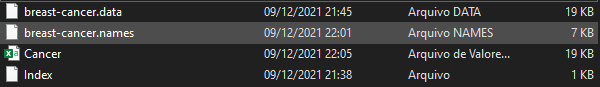 breast-cancer.data 09/12/2021 21:45 Arquivo DATA 19 KB
breast-cancer.names 09/12/2021 22:01 Arquivo NAMES 7 KB
Cancer 09/12/2021 22:05 Arquivo de Valore... 19 KB
Index 09/12/2021 21:38 Arquivo 1 KB